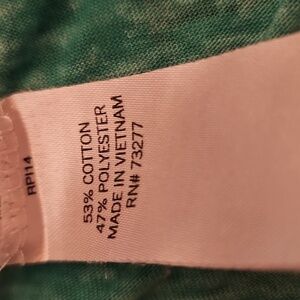 53% COTTON
47% POLYESTER
MADE IN VIETNAM
RN# 73277
RPI14